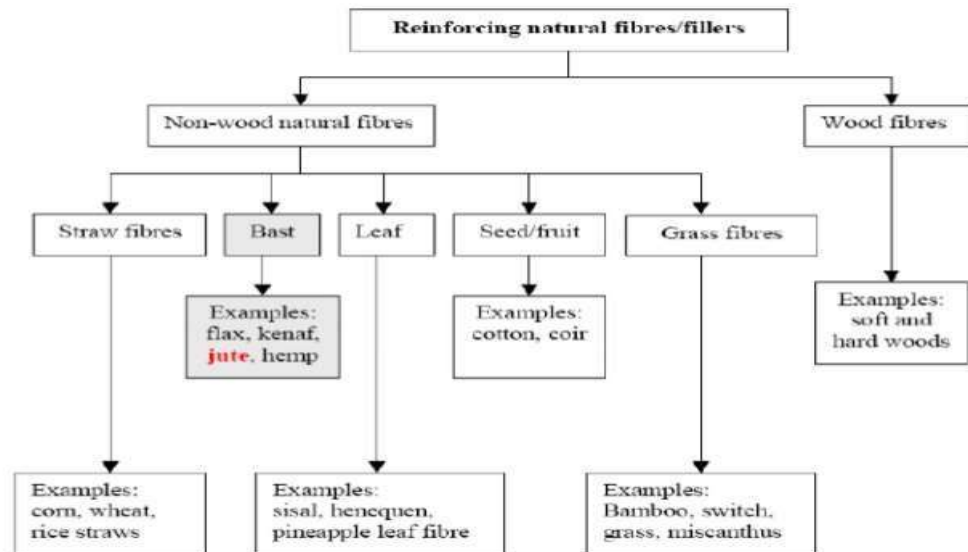 Reinforcing natural fibres/fillers
Non-wood natural fibres
Wood fibres
Straw fibres
Bast
Leaf
Seed/fruit
Grass fibres
Examples:
flax, kenaf,
jute, hemp
Examples:
cotton, coir
Examples:
soft and
hard woods
Examples:
corn, wheat,
rice straws
Examples:
sisal, henequen,
pineapple leaf fibre
Examples:
Bamboo, switch,
grass, miscanthus